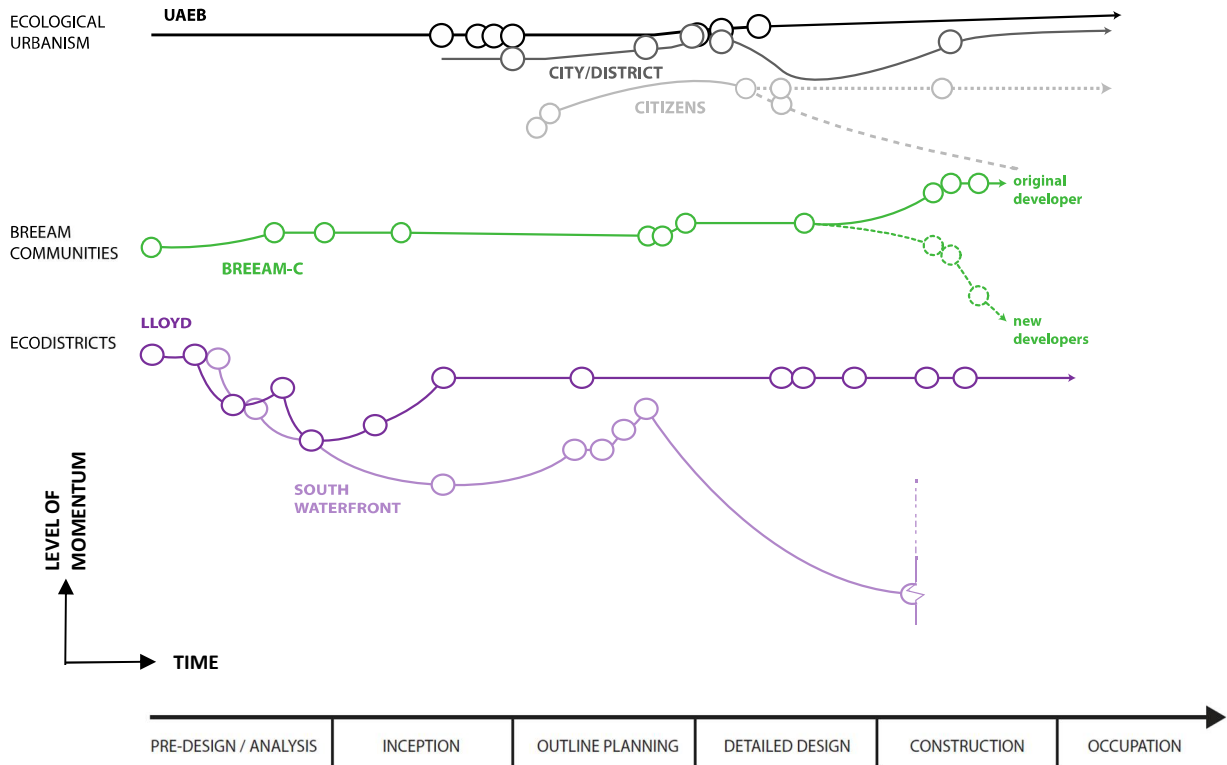 ECOLOGICAL
URBANISM
UAEB
CITY/DISTRICT
CITIZENS
BREEAM
COMMUNITIES
BREEAM-C
original
developer
new
developers
ECODISTRICTS
LLOYD
SOUTH
WATERFRONT
LEVEL OF
MOMENTUM
TIME
PRE-DESIGN / ANALYSIS
INCEPTION
OUTLINE PLANNING
DETAILED DESIGN
CONSTRUCTION
OCCUPATION